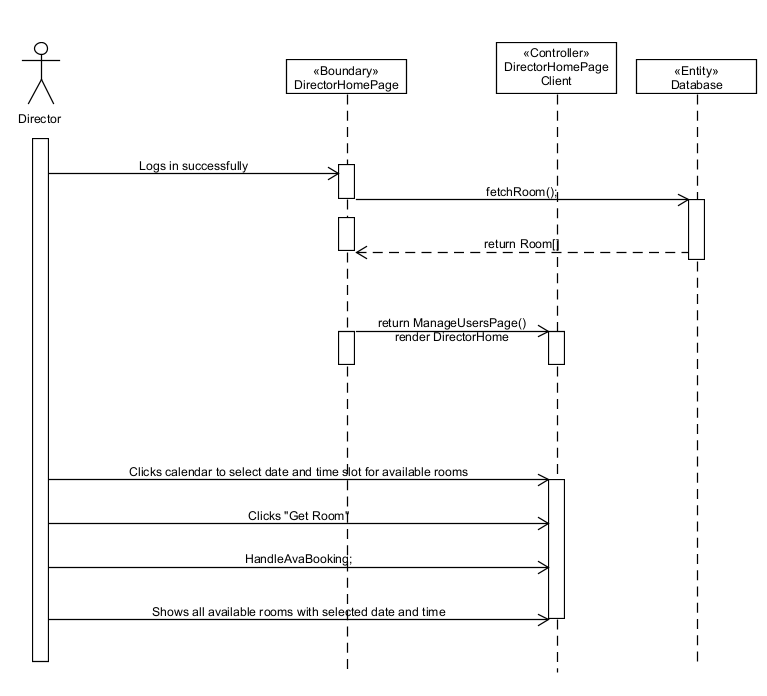 «Boundary»
DirectorHomePage
«Controller»
DirectorHomePage
Client
«Entity»
Database
Director
Logs in successfully
fetchRoom();
return Room[]
return ManageUsersPage()
render DirectorHome
Clicks calendar to select date and time slot for available rooms
Clicks "Get Room"
HandleAvaBooking;
Shows all available rooms with selected date and time